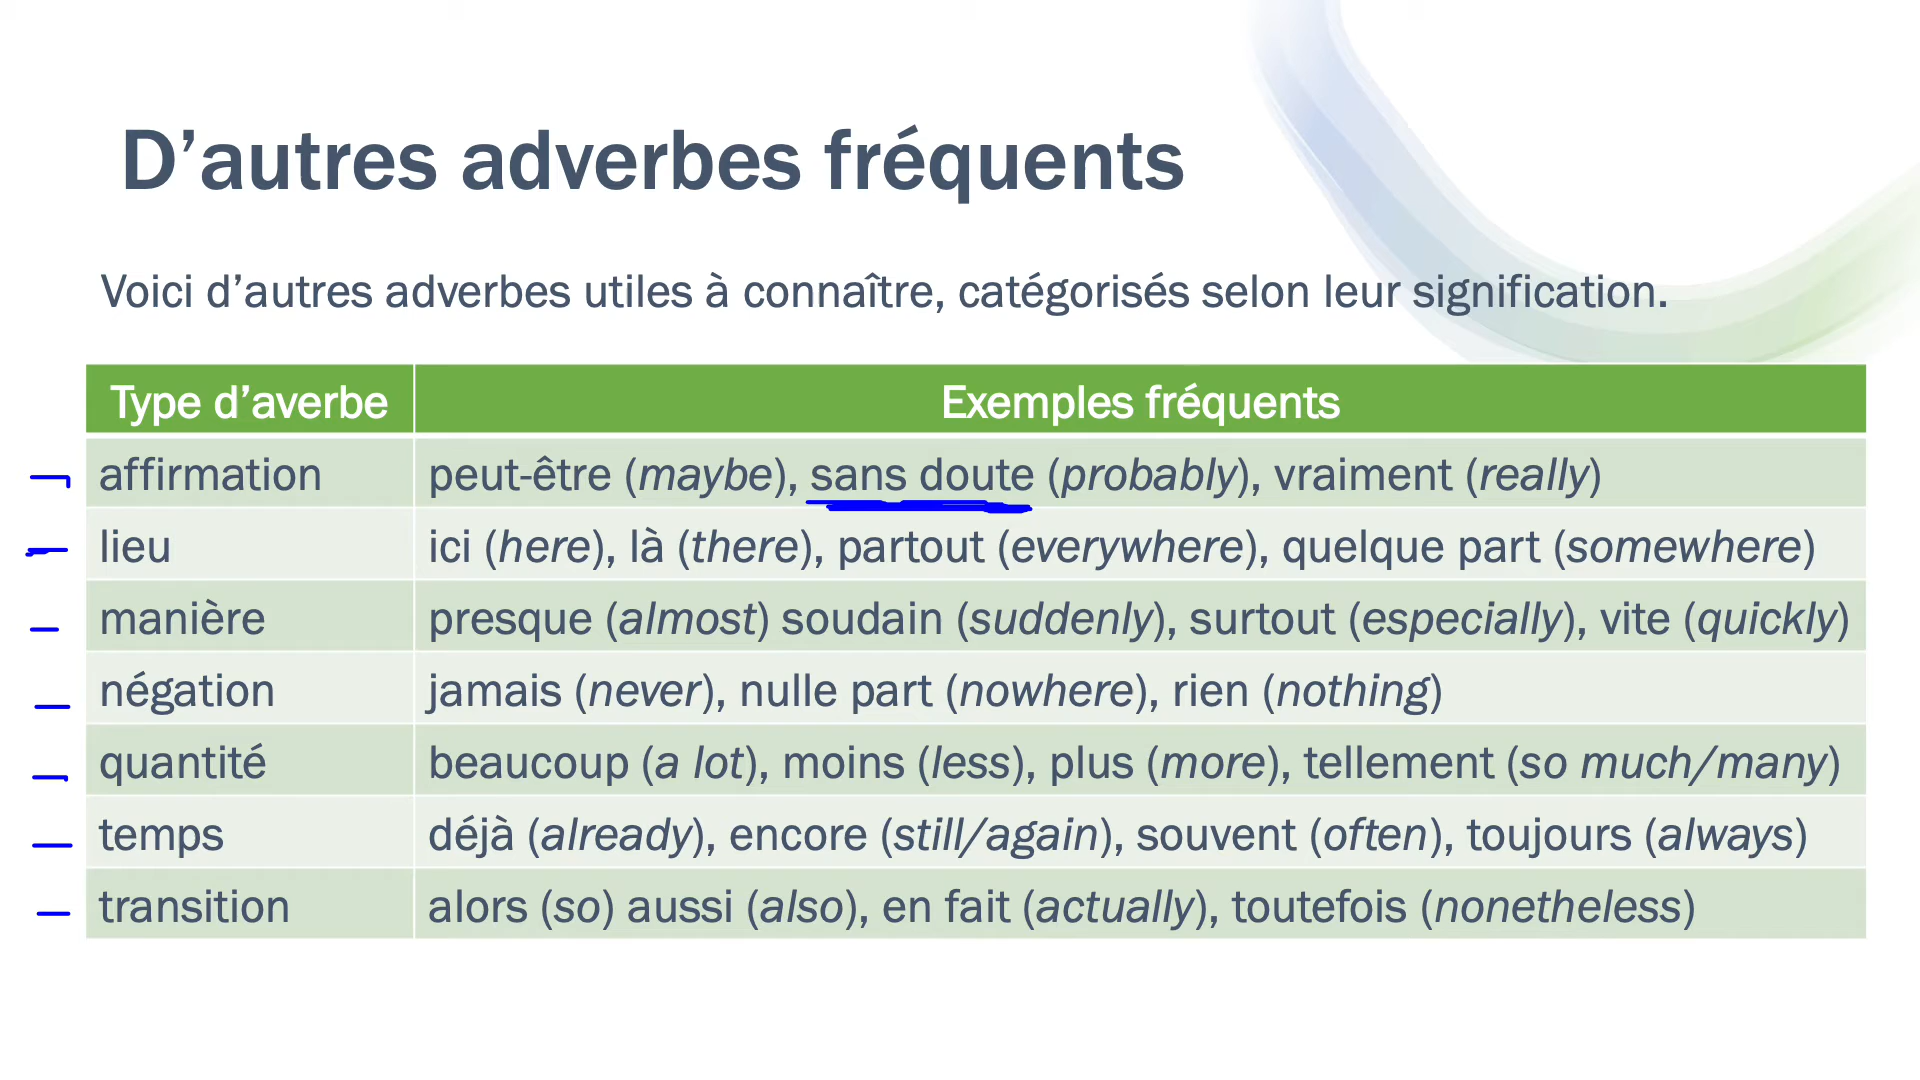 D’autres adverbes fréquents
Voici d’autres adverbes utiles à connaître, catégorisés selon leur signification.
Type d’averbe Exemples fréquents
affirmation peut-être (maybe), sans doute (probably), vraiment (really)
lieu ici (here), là (there), partout (everywhere), quelque part (somewhere)
manière presque (almost) soudain (suddenly), surtout (especially), vite (quickly)
négation jamais (never), nulle part (nowhere), rien (nothing)
quantité beaucoup (a lot), moins (less), plus (more), tellement (so much/many)
temps déjà (already), encore (still/again), souvent (often), toujours (always)
transition alors (so) aussi (also), en fait (actually), toutefois (nonetheless)